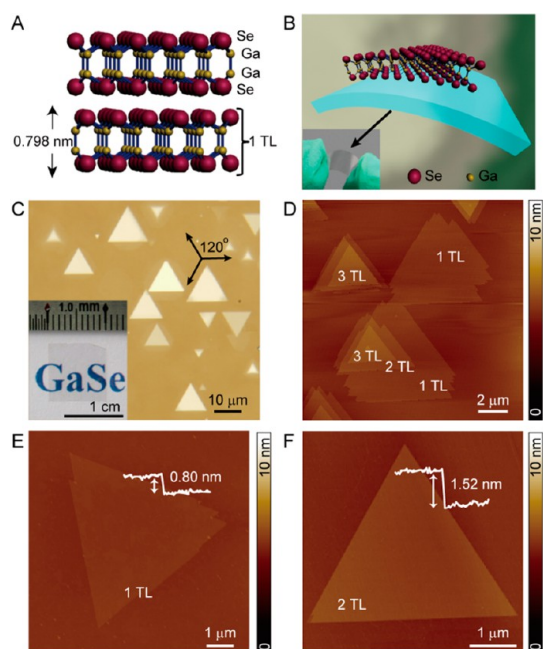 A
Se
Ga
Ga
Se
0.798 nm
1 TL
B
Se
Ga
C
120°
1.0 mm
GaSe
1 cm
10 μm
D
3 TL
1 TL
3 TL
2 TL
1 TL
2 μm
10 nm
0
E
0.80 nm
1 TL
1 μm
10 nm
0
F
1.52 nm
2 TL
1 μm
10 nm
0